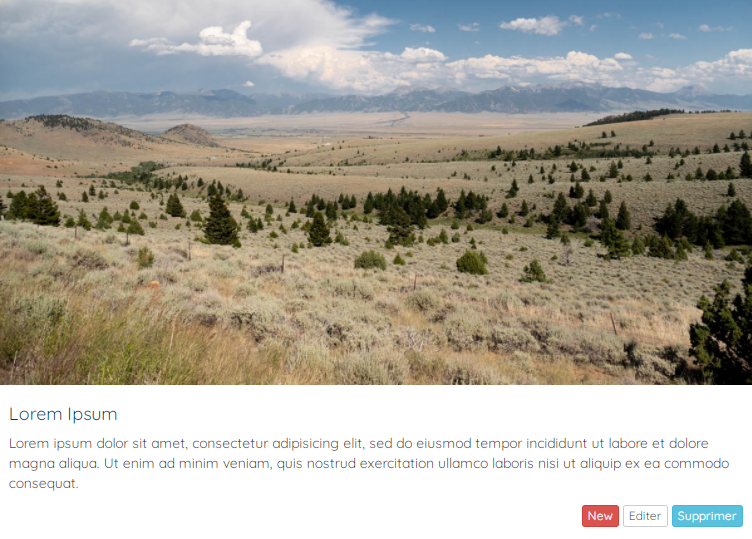 Lorem Ipsum
Lorem ipsum dolor sit amet, consectetur adipisicing elit, sed do eiusmod tempor incididunt ut labore et dolore
magna aliqua. Ut enim ad minim veniam, quis nostrud exercitation ullamco laboris nisi ut aliquip ex ea commodo
consequat.
New Editer Supprimer